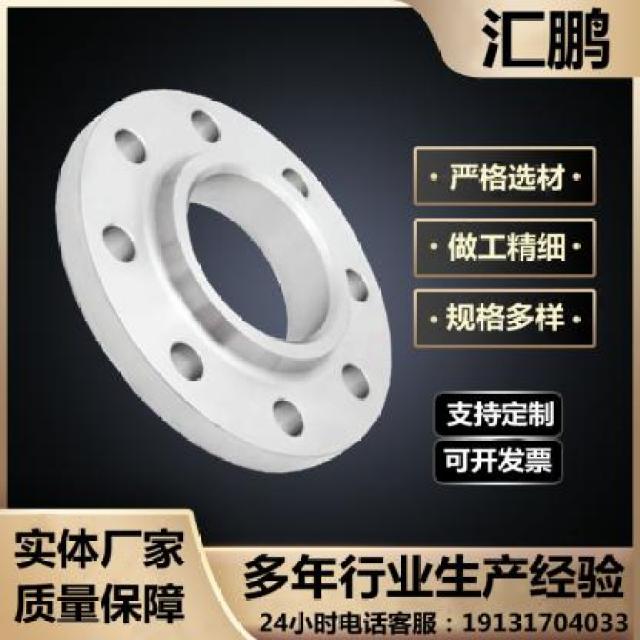 汇鹏
·严格选材·
·做工精细·
·规格多样·
支持定制
可开发票
实体厂家
质量保障
多年行业生产经验
24小时电话客服：19131704033